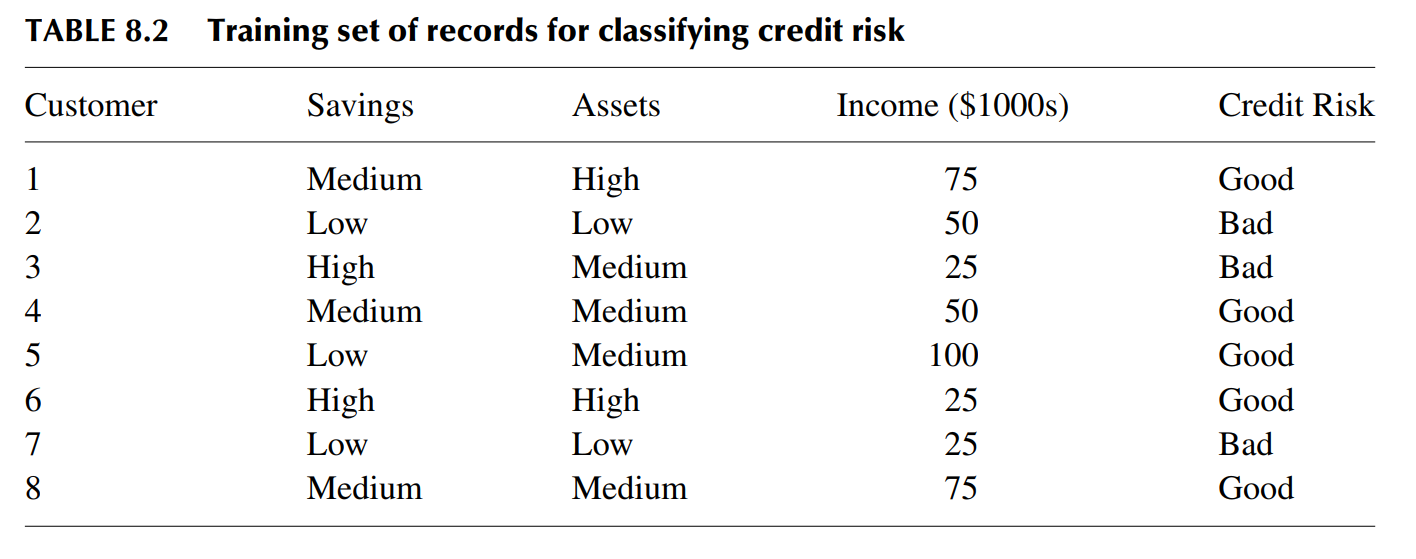 TABLE 8.2 Training set of records for classifying credit risk
Customer Savings Assets Income ($1000s) Credit Risk
1 Medium High 75 Good
2 Low Low 50 Bad
3 High Medium 25 Bad
4 Medium Medium 50 Good
5 Low Medium 100 Good
6 High High 25 Good
7 Low Low 25 Bad
8 Medium Medium 75 Good